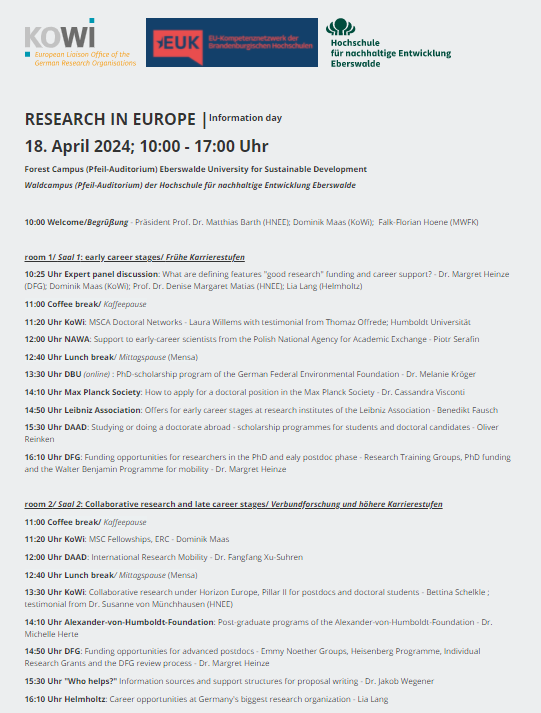 KOWi
European Liaison Office of the
German Research Organisations
EUK
EU-Kompetenznetzwerk der
Brandenburgischen Hochschulen
Hochschule
für nachhaltige Entwicklung
Eberswalde
RESEARCH IN EUROPE | Information day
18. April 2024; 10:00 - 17:00 Uhr
Forest Campus (Pfeil-Auditorium) Eberswalde University for Sustainable Development
Waldcampus (Pfeil-Auditorium) der Hochschule für nachhaltige Entwicklung Eberswalde
10:00 Welcome/Begrüßung - Präsident Prof. Dr. Matthias Barth (HNEE); Dominik Maas (KoWi); Falk-Florian Hoene (MWFK)
room 1/ Saal 1: early career stages/ Frühe Karrierestufen
10:25 Uhr Expert panel discussion: What are defining features "good research" funding and career support? - Dr. Margret Heinze
(DFG); Dominik Maas (KoWi); Prof. Dr. Denise Margaret Matias (HNEE); Lia Lang (Helmholtz)
11:00 Coffee break/ Kaffeepause
11:20 Uhr KoWi: MSCA Doctoral Networks - Laura Willems with testimonial from Thomaz Offrede; Humboldt Universität
12:00 Uhr NAWA: Support to early-career scientists from the Polish National Agency for Academic Exchange - Piotr Serafin
12:40 Uhr Lunch break/ Mittagspause (Mensa)
13:30 Uhr DBU (online) : PhD-scholarship program of the German Federal Environmental Foundation - Dr. Melanie Kröger
14:10 Uhr Max Planck Society: How to apply for a doctoral position in the Max Planck Society - Dr. Cassandra Visconti
14:50 Uhr Leibniz Association: Offers for early career stages at research institutes of the Leibniz Association - Benedikt Fausch
15:30 Uhr DAAD: Studying or doing a doctorate abroad - scholarship programmes for students and doctoral candidates - Oliver
Reinken
16:10 Uhr DFG: Funding opportunities for researchers in the PhD and ealy postdoc phase - Research Training Groups, PhD funding
and the Walter Benjamin Programme for mobility - Dr. Margret Heinze
room 2/ Saal 2: Collaborative research and late career stages/ Verbundforschung und höhere Karrierestufen
11:00 Coffee break/ Kaffeepause
11:20 Uhr KoWi: MSC Fellowships, ERC - Dominik Maas
12:00 Uhr DAAD: International Research Mobility - Dr. Fangfang Xu-Suhren
12:40 Uhr Lunch break/ Mittagspause (Mensa)
13:30 Uhr KoWi: Collaborative research under Horizon Europe, Pillar II for postdocs and doctoral students - Bettina Schelkle ;
testimonial from Dr. Susanne von Münchhausen (HNEE)
14:10 Uhr Alexander-von-Humboldt-Foundation: Post-graduate programs of the Alexander-von-Humboldt-Foundation - Dr.
Michelle Herte
14:50 Uhr DFG: Funding opportunities for advanced postdocs - Emmy Noether Groups, Heisenberg Programme, Individual
Research Grants and the DFG review process - Dr. Margret Heinze
15:30 Uhr "Who helps?" Information sources and support structures for proposal writing - Dr. Jakob Wegener
16:10 Uhr Helmholtz: Career opportunities at Germany's biggest research organization - Lia Lang